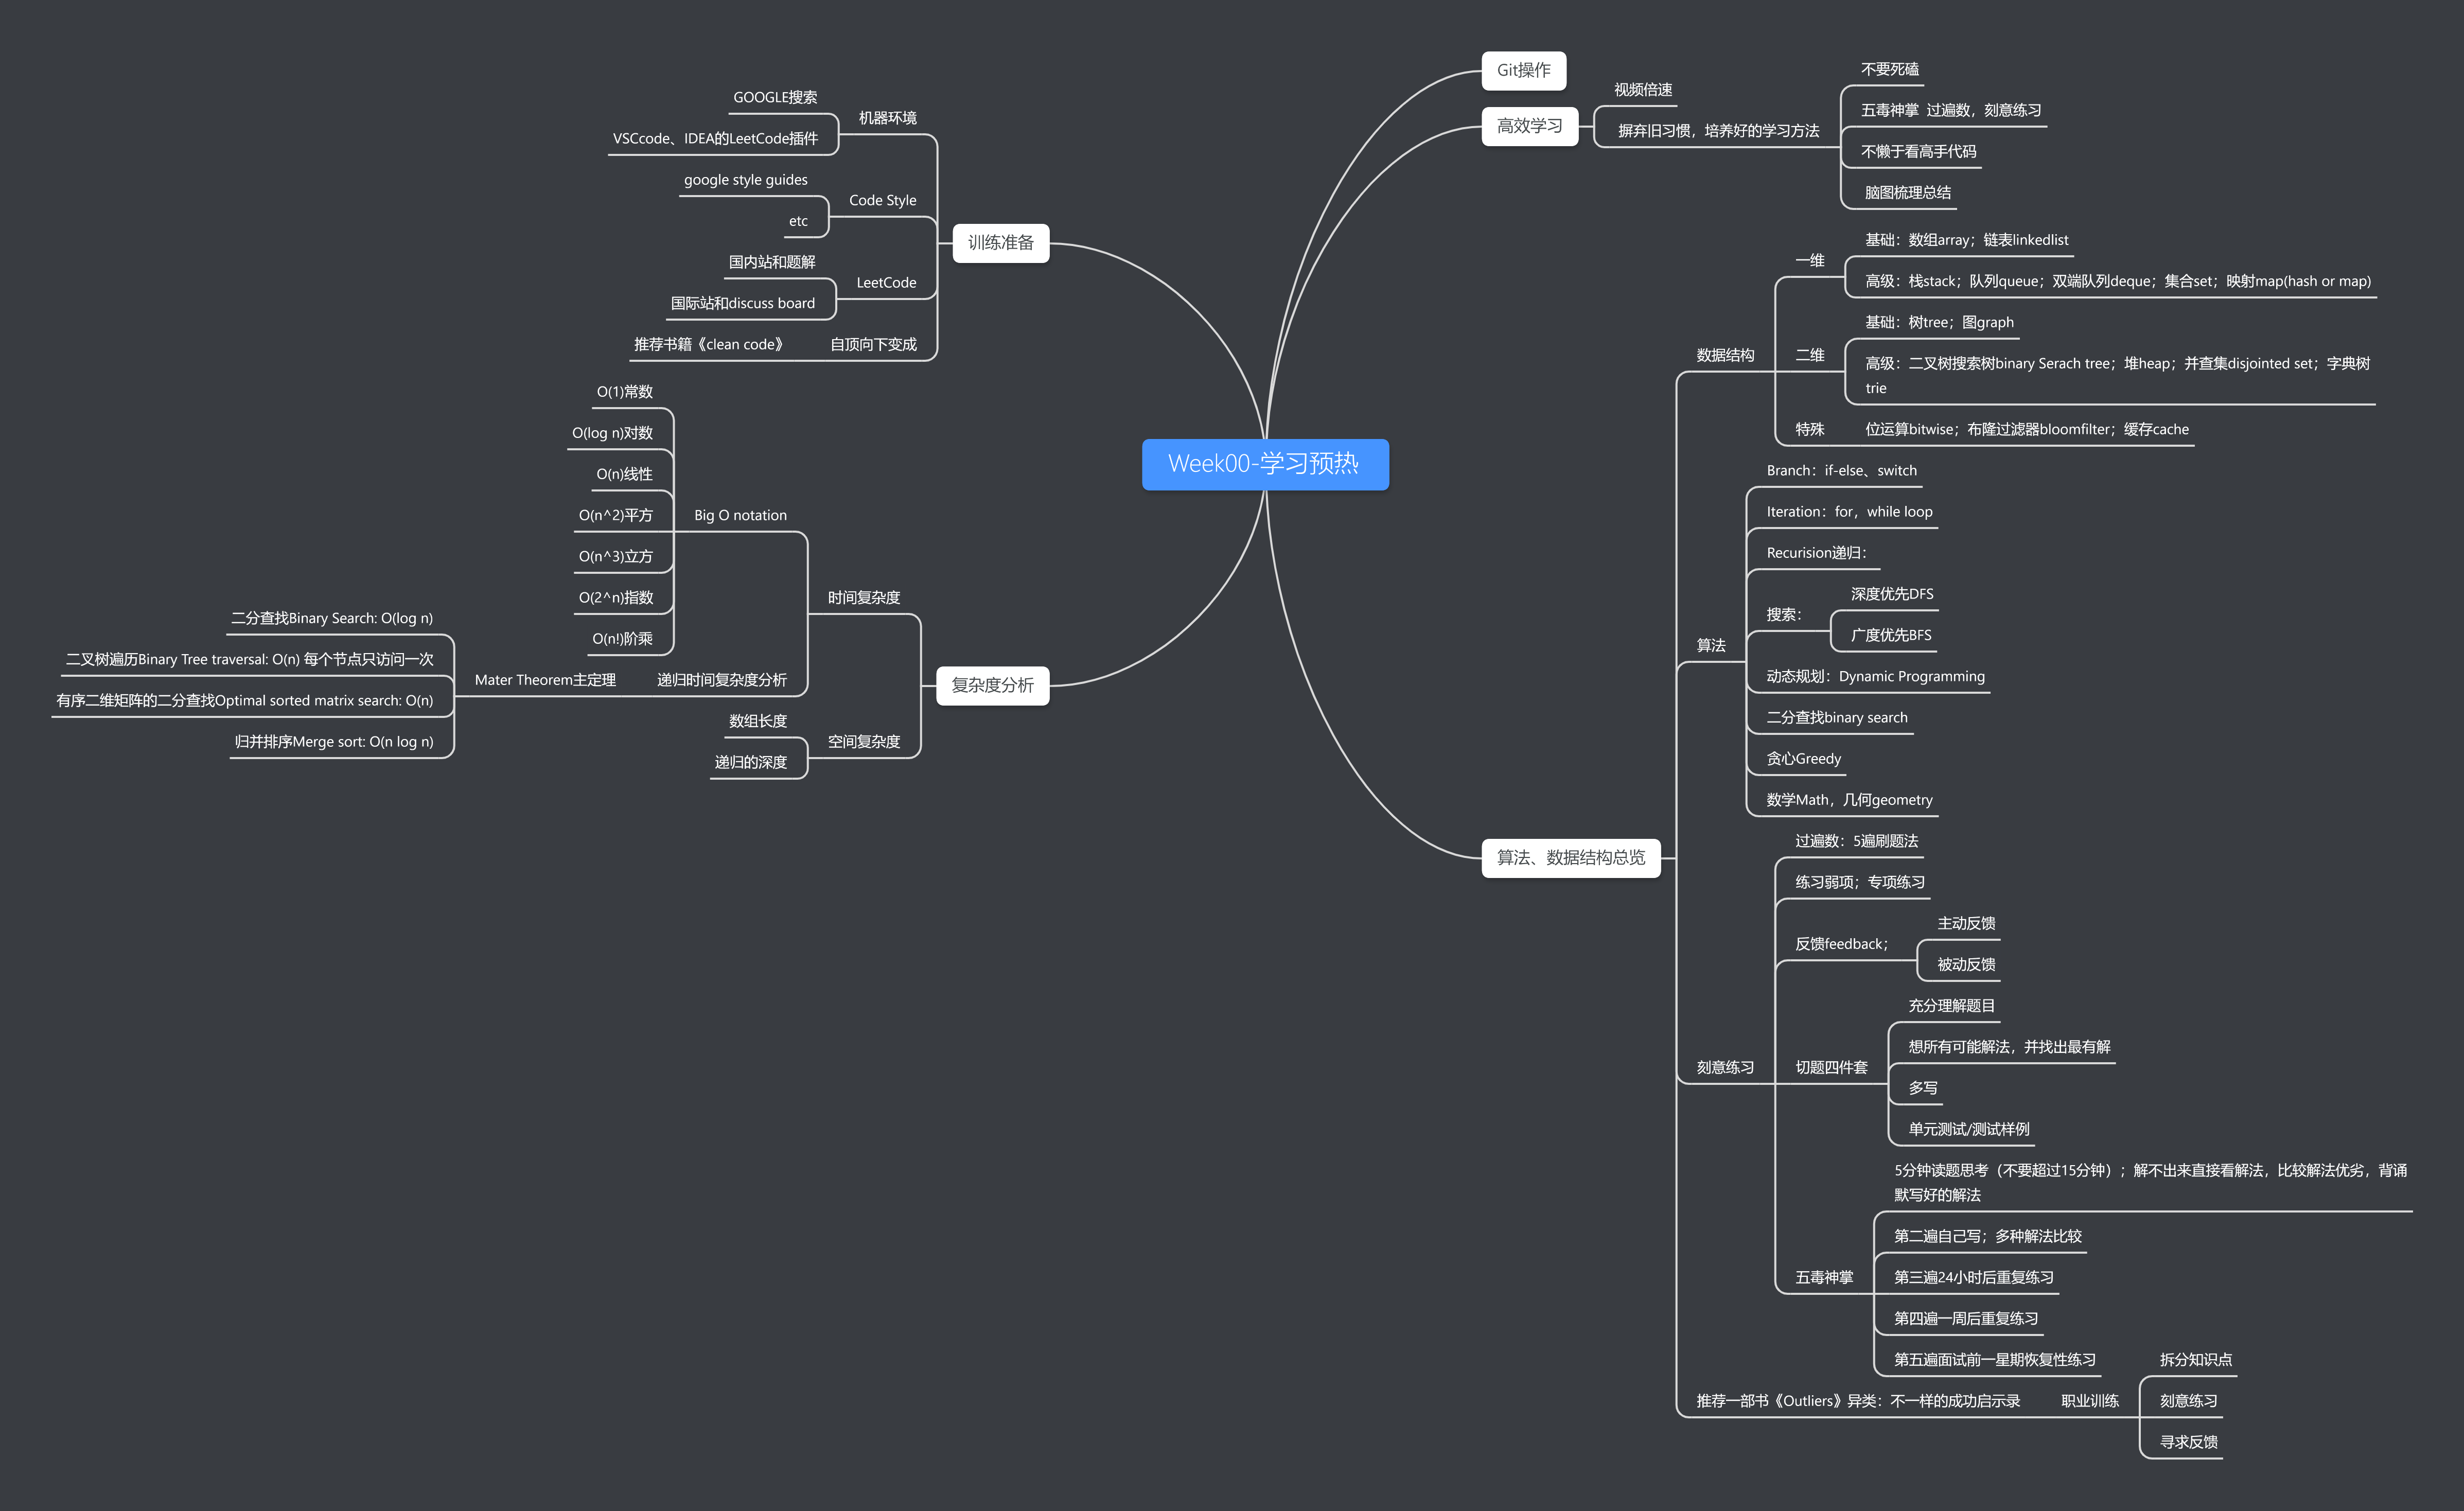 Week00-学习预热
Git操作
高效学习
视频倍速
摒弃旧习惯，培养好的学习方法
不要死磕
五毒神掌 过遍数，刻意练习
不懒于看高手代码
脑图梳理总结
算法、数据结构总览
数据结构
一维
基础：数组array；链表linkedlist
高级：栈stack；队列queue；双端队列deque；集合set；映射map(hash or map)
二维
基础：树tree；图graph
高级：二叉树搜索树binary Serach tree；堆heap；并查集disjointed set；字典树
trie
特殊
位运算bitwise；布隆过滤器bloomfilter；缓存cache
算法
Branch：if-else、switch
Iteration：for，while loop
Recurision递归：
搜索：
深度优先DFS
广度优先BFS
动态规划：Dynamic Programming
二分查找binary search
贪心Greedy
数学Math，几何geometry
刻意练习
过遍数：5遍刷题法
练习弱项；专项练习
反馈feedback；
主动反馈
被动反馈
切题四件套
充分理解题目
想所有可能解法，并找出最有解
多写
单元测试/测试样例
五毒神掌
5分钟读题思考（不要超过15分钟）；解不出来直接看解法，比较解法优劣，背诵
默写好的解法
第二遍自己写；多种解法比较
第三遍24小时后重复练习
第四遍一周后重复练习
第五遍面试前一星期恢复性练习
推荐一部书《Outliers》异类：不一样的成功启示录
职业训练
拆分知识点
刻意练习
寻求反馈
训练准备
机器环境
GOOGLE搜索
VSCcode、IDEA的LeetCode插件
Code Style
google style guides
etc
LeetCode
国内站和题解
国际站和discuss board
自顶向下变成
推荐书籍《clean code》
复杂度分析
时间复杂度
Big O notation
O(1)常数
O(log n)对数
O(n)线性
O(n^2)平方
O(n^3)立方
O(2^n)指数
O(n!)阶乘
递归时间复杂度分析
Mater Theorem主定理
二分查找Binary Search: O(log n)
二叉树遍历Binary Tree traversal: O(n) 每个节点只访问一次
有序二维矩阵的二分查找Optimal sorted matrix search: O(n)
归并排序Merge sort: O(n log n)
空间复杂度
数组长度
递归的深度